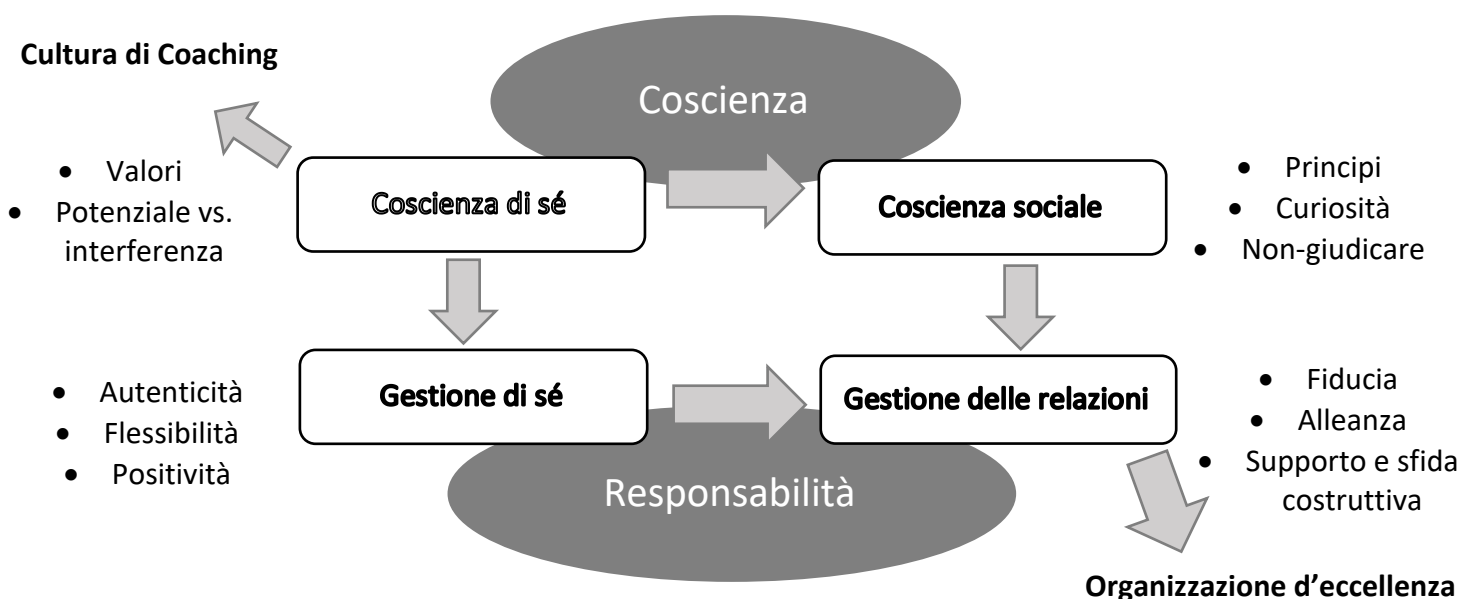 Cultura di Coaching
Coscienza
• Valori
• Potenziale vs.
interferenza
Coscienza di sé
Coscienza sociale
• Principi
• Curiosità
• Non-giudicare
• Autenticità
• Flessibilità
• Positività
Gestione di sé
Gestione delle relazioni
• Fiducia
• Alleanza
• Supporto e sfida
costruttiva
Responsabilità
Organizzazione d’eccellenza